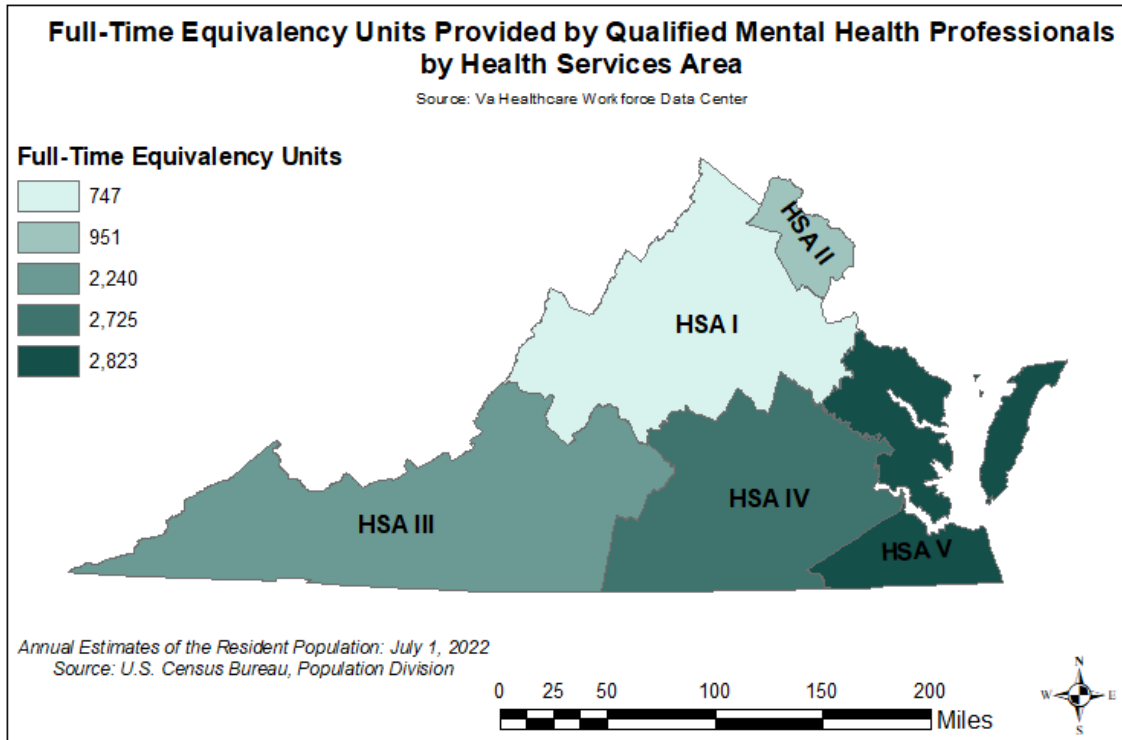 Full-Time Equivalency Units Provided by Qualified Mental Health Professionals
by Health Services Area
Source: Va Healthcare Workforce Data Center
Full-Time Equivalency Units
747
951
2,240
2,725
2,823
HSA II
HSA I
HSA IV
HSA III
HSA V
Annual Estimates of the Resident Population: July 1, 2022
Source: U.S. Census Bureau, Population Division
0 25 50 100 150 200
Miles
N
W E
S